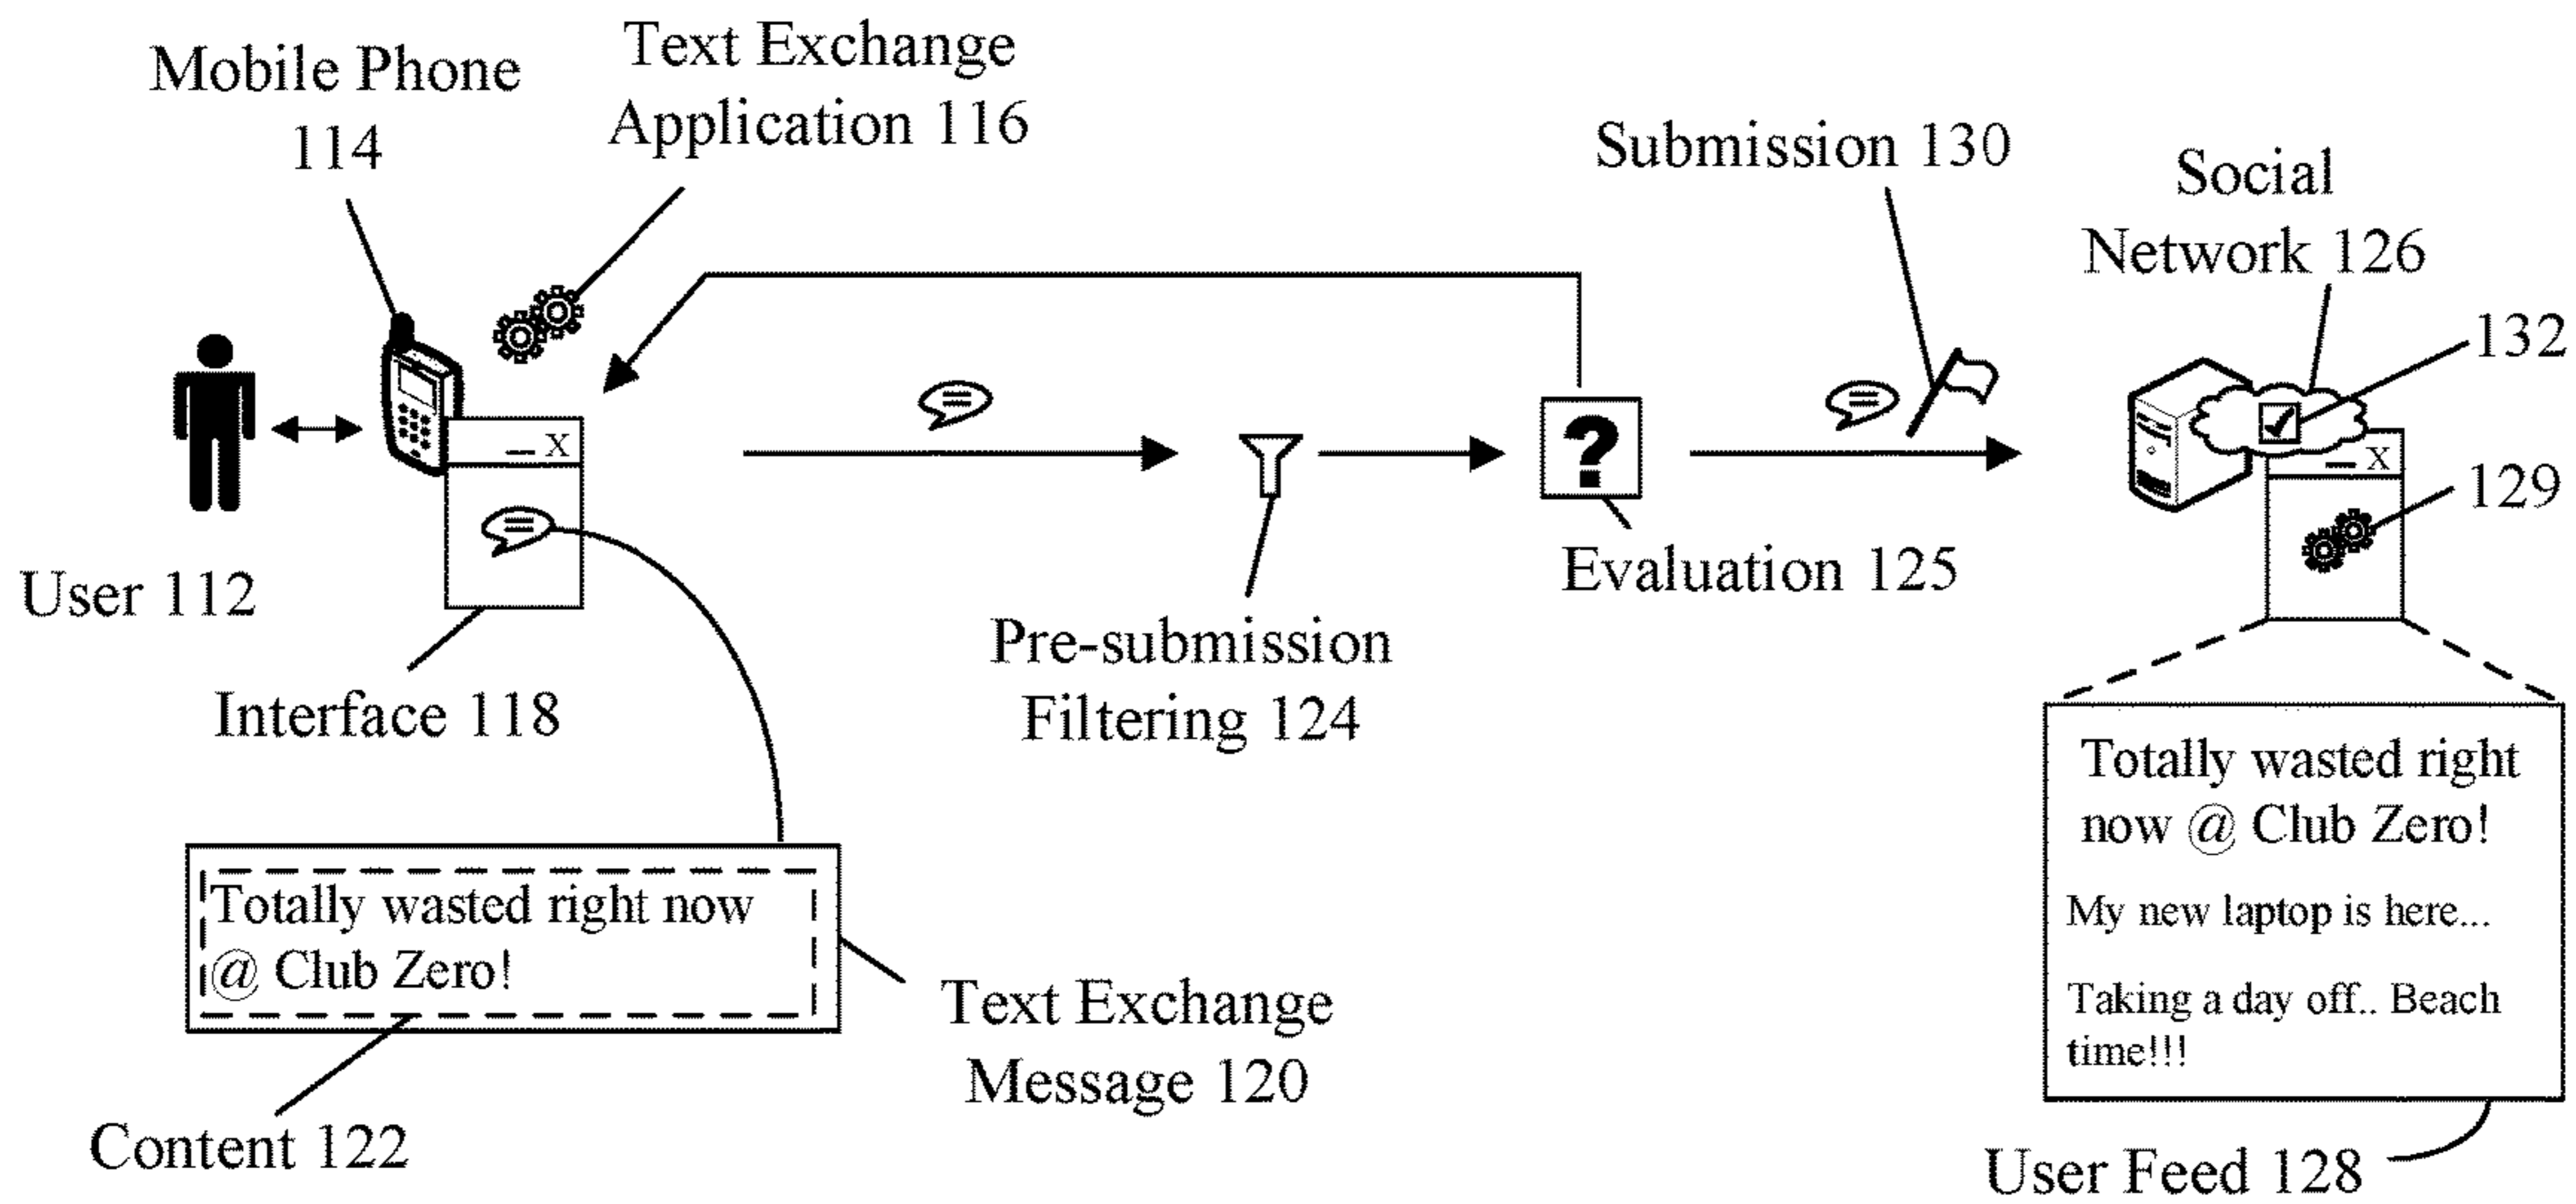 Mobile Phone
114
Text Exchange
Application 116
Submission 130
Social
Network 126
132
129
_ X
_ X
?
User 112
Interface 118
Pre-submission
Filtering 124
Evaluation 125
Totally wasted right now
@ Club Zero!
Text Exchange
Message 120
Content 122
Totally wasted right
now @ Club Zero!
My new laptop is here...
Taking a day off.. Beach
time!!!
User Feed 128